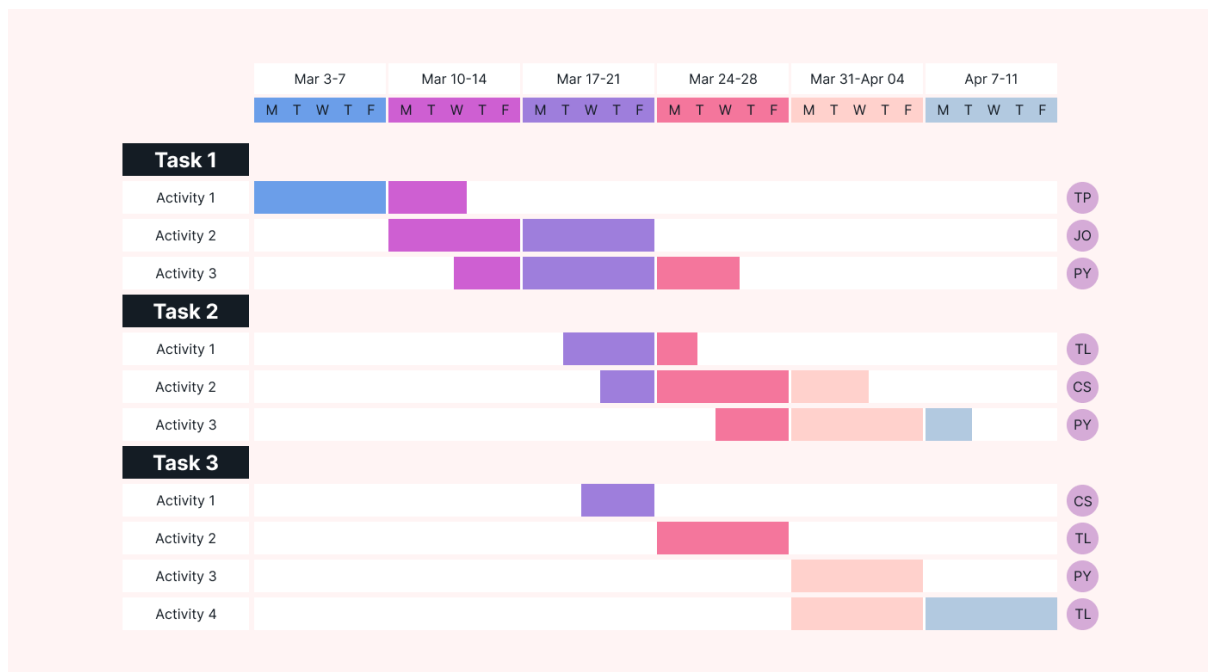 Mar 3-7 Mar 10-14 Mar 17-21 Mar 24-28 Mar 31-Apr 04 Apr 7-11
M T W T F M T W T F M T W T F M T W T F M T W T F M T W T F
Task 1
Activity 1 TP
Activity 2 JO
Activity 3 PY
Task 2
Activity 1 TL
Activity 2 CS
Activity 3 PY
Task 3
Activity 1 CS
Activity 2 TL
Activity 3 PY
Activity 4 TL